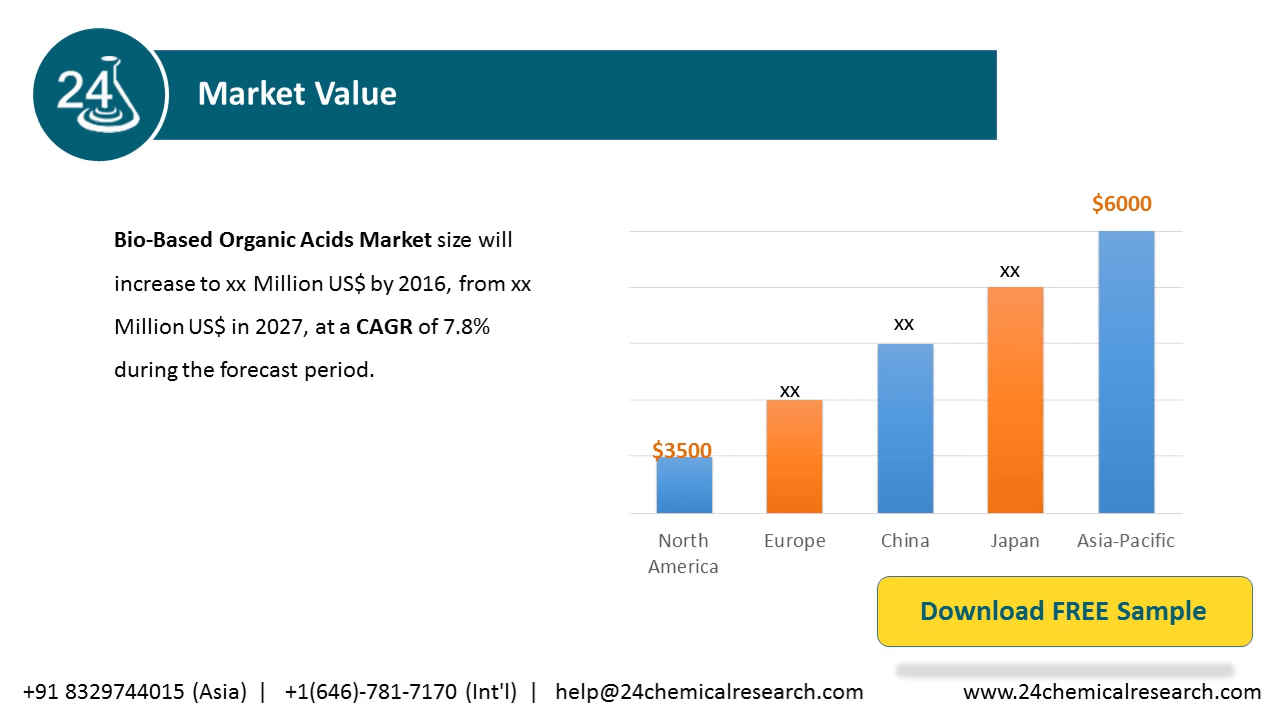 24
Market Value
Bio-Based Organic Acids Market size will
increase to xx Million US$ by 2016, from xx
Million US$ in 2027, at a CAGR of 7.8%
during the forecast period.
$6000
xx
xx
xx
$3500
North America
Europe
China
Japan
Asia-Pacific
Download FREE Sample
+91 8329744015 (Asia) | +1(646)-781-7170 (Int'l) | help@24chemicalresearch.com www.24chemicalresearch.com